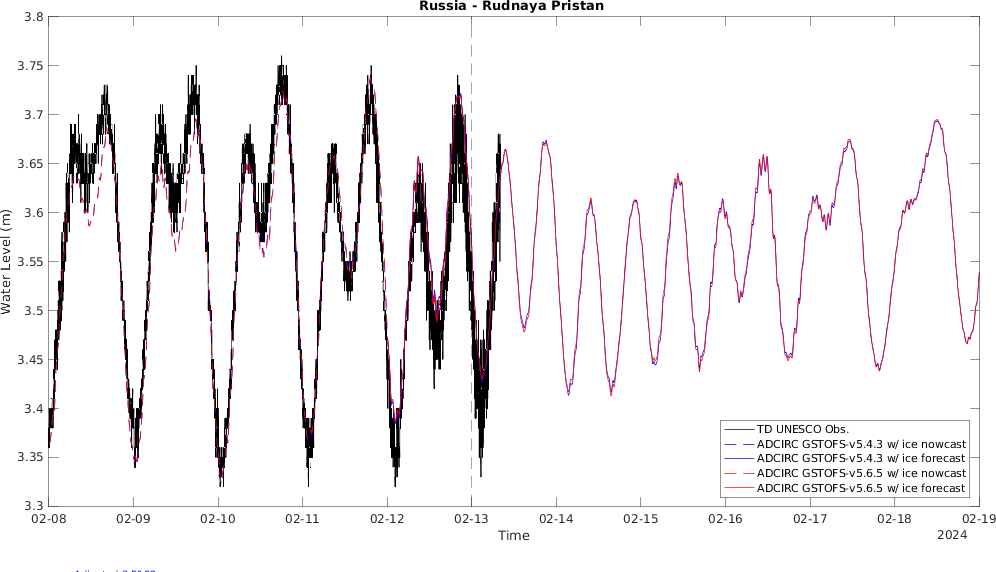 Russia - Rudnaya Pristan
3.8
3.75
3.7
3.65
3.6
3.55
3.5
3.45
3.4
3.35
3.3
Water Level (m)
TD UNESCO Obs.
ADCIRC GSTOFS-v5.4.3 w/ ice nowcast
ADCIRC GSTOFS-v5.4.3 w/ ice forecast
ADCIRC GSTOFS-v5.6.5 w/ ice nowcast
ADCIRC GSTOFS-v5.6.5 w/ ice forecast
02-08 02-09 02-10 02-11 02-12 02-13 02-14 02-15 02-16 02-17 02-18 02-19
Time
2024